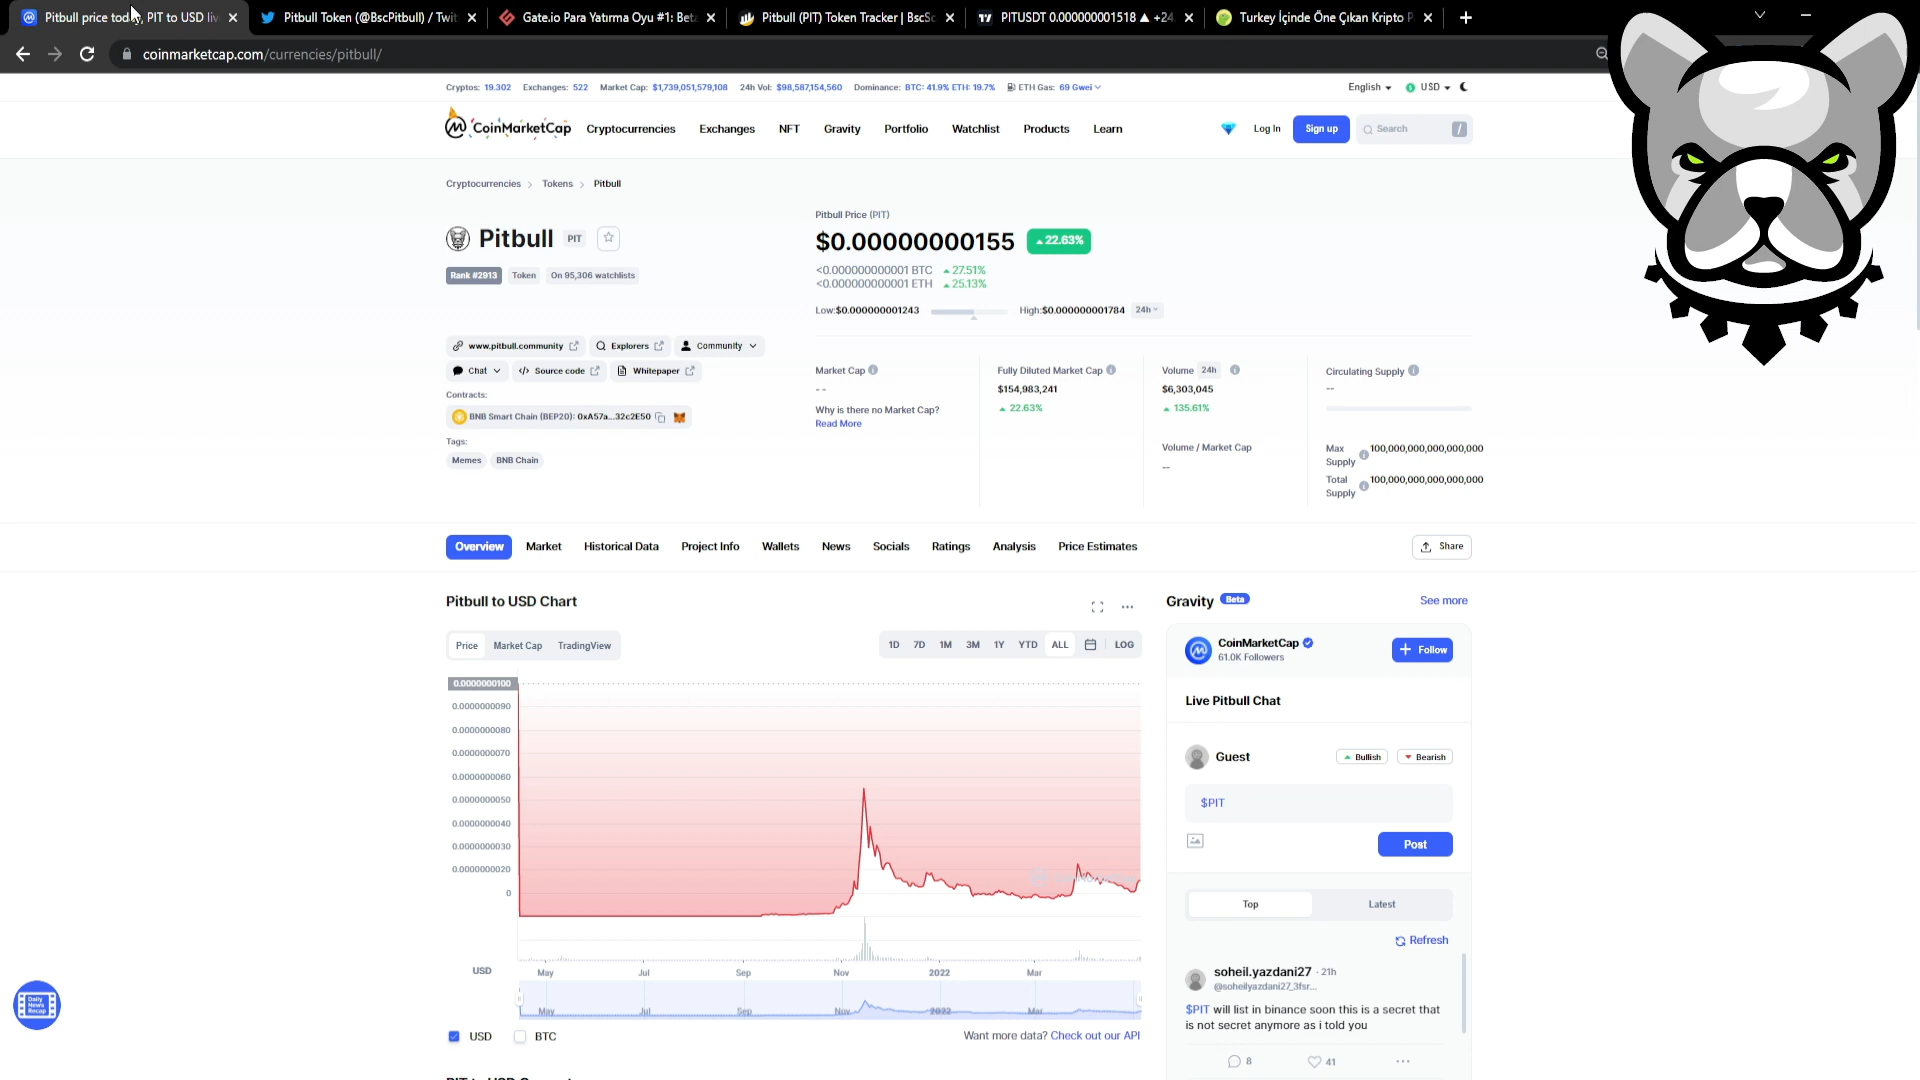 Pitbull price today, PIT to USD liv
Pitbull Token (@BscPitbull) / Twit
Gate.io Para Yatırma Oyu #1: Beta
Pitbull (PIT) Token Tracker | BscSc
PITUSDT 0.000000001518 ▲ +24
Turkey İçinde Öne Çıkan Kripto P
coinmarketcap.com/currencies/pitbull/
Cryptos: 19.302 Exchanges: 522 Market Cap: $1,739,051,579,108 24h Vol: $98,587,154,560 Dominance: BTC: 41.9% ETH: 19.7% ETH Gas: 69 Gwei
English USD
CoinMarketCap Cryptocurrencies Exchanges NFT Gravity Portfolio Watchlist Products Learn
Log In Sign up Search /
Cryptocurrencies > Tokens > Pitbull
Pitbull PIT
Rank #2913 Token On 95,306 watchlists
Pitbull Price (PIT)
$0.00000000155 22.63%
<0.000000000001 BTC 27.51%
<0.000000000001 ETH 25.13%
Low:$0.000000001243 High:$0.000000001784 24h
www.pitbull.community Explorers Community
Chat Source code Whitepaper
Contracts:
BNB Smart Chain (BEP20): 0xA57a...32c2E50
Tags:
Memes BNB Chain
Market Cap
--
Why is there no Market Cap?
Read More
Fully Diluted Market Cap
$154,983,241
22.63%
Volume 24h
$6,303,045
135.61%
Volume / Market Cap
--
Circulating Supply
--
Max Supply 100,000,000,000,000,000
Total Supply 100,000,000,000,000,000
Overview Market Historical Data Project Info Wallets News Socials Ratings Analysis Price Estimates
Share
Pitbull to USD Chart
Price Market Cap TradingView
1D 7D 1M 3M 1Y YTD ALL LOG
0.0000000100
0.0000000090
0.0000000080
0.0000000070
0.0000000060
0.0000000050
0.0000000040
0.0000000030
0.0000000020
0
USD May Jul Sep Nov 2022 Mar
May Jul Sep Nov 2022 Mar
USD BTC
Want more data? Check out our API
Gravity Beta See more
CoinMarketCap
61.0K Followers
+ Follow
Live Pitbull Chat
Guest Bullish Bearish
$PIT
Post
Top Latest
Refresh
soheil.yazdani27 · 21h
@soheilyazdani27_3fsr...
$PIT will list in binance soon this is a secret that
is not secret anymore as i told you
8 41
Daily
News
Recap